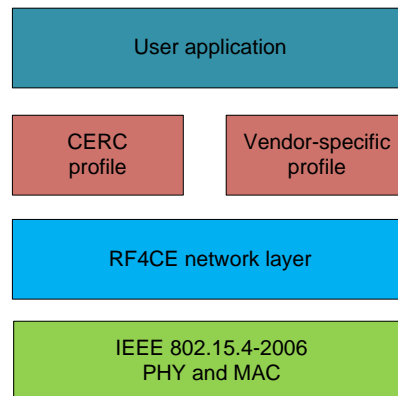 User application
CERC
profile
Vendor-specific
profile
RF4CE network layer
IEEE 802.15.4-2006
PHY and MAC